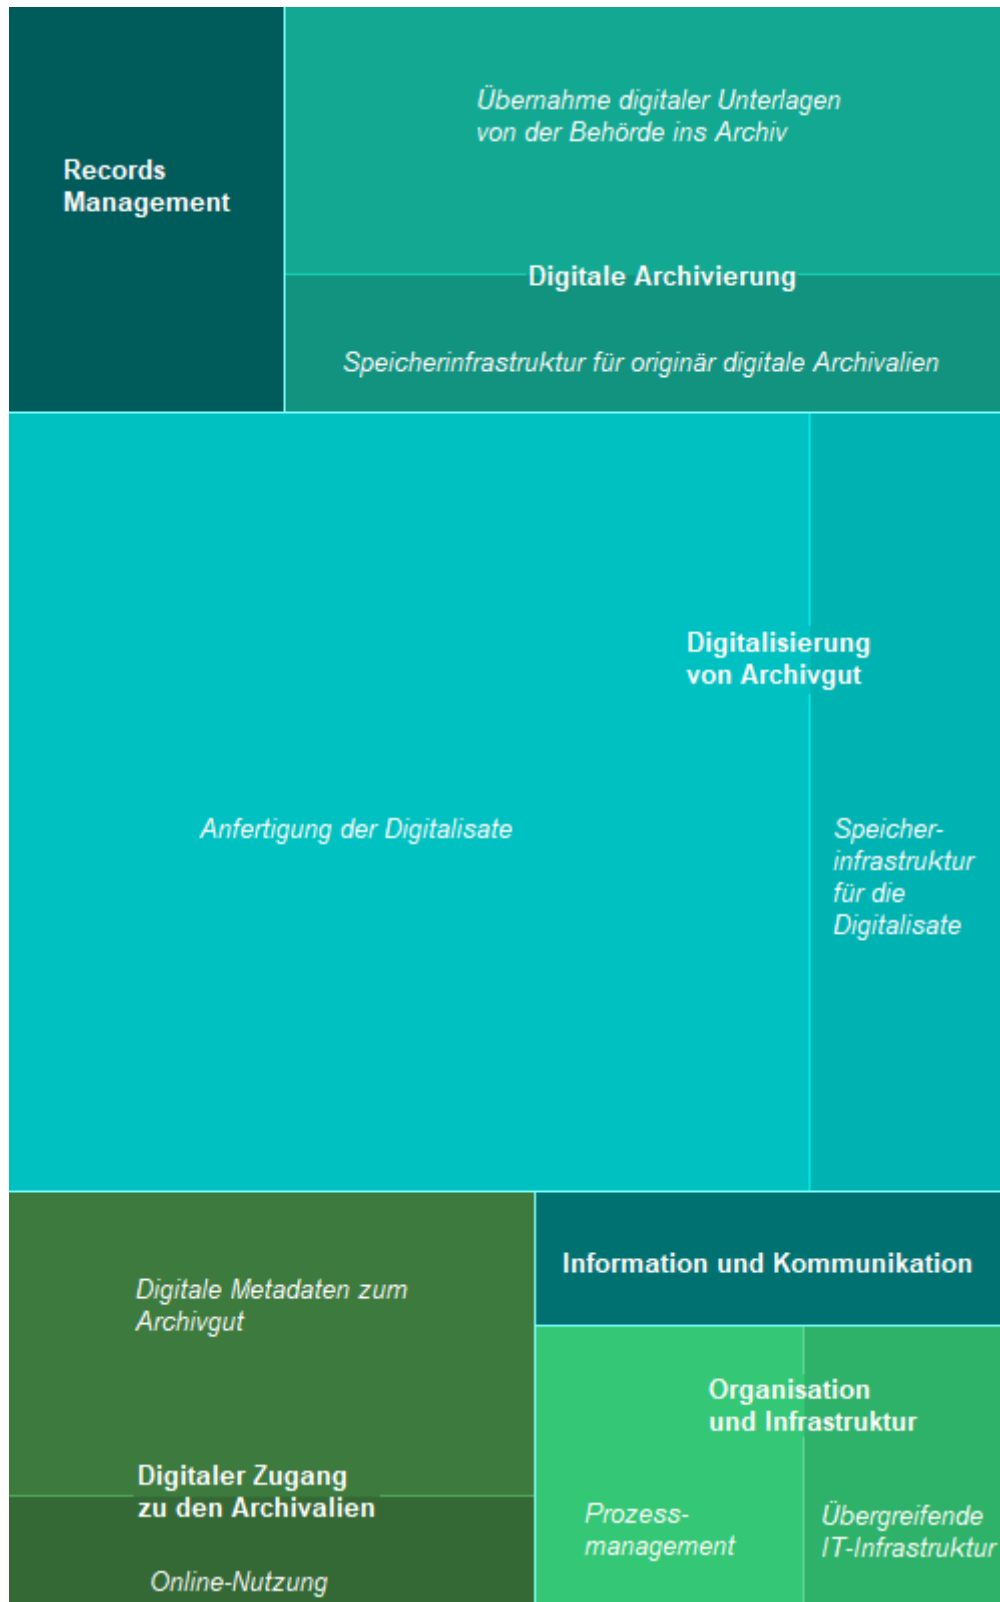 Records
Management
Übernahme digitaler Unterlagen
von der Behörde ins Archiv
Digitale Archivierung
Speicherinfrastruktur für originär digitale Archivalien
Digitalisierung
von Archivgut
Anfertigung der Digitalisate
Speicher-
infrastruktur
für die
Digitalisate
Digitale Metadaten zum
Archivgut
Digitaler Zugang
zu den Archivalien
Online-Nutzung
Information und Kommunikation
Organisation
und Infrastruktur
Prozess-
management
Übergreifende
IT-Infrastruktur